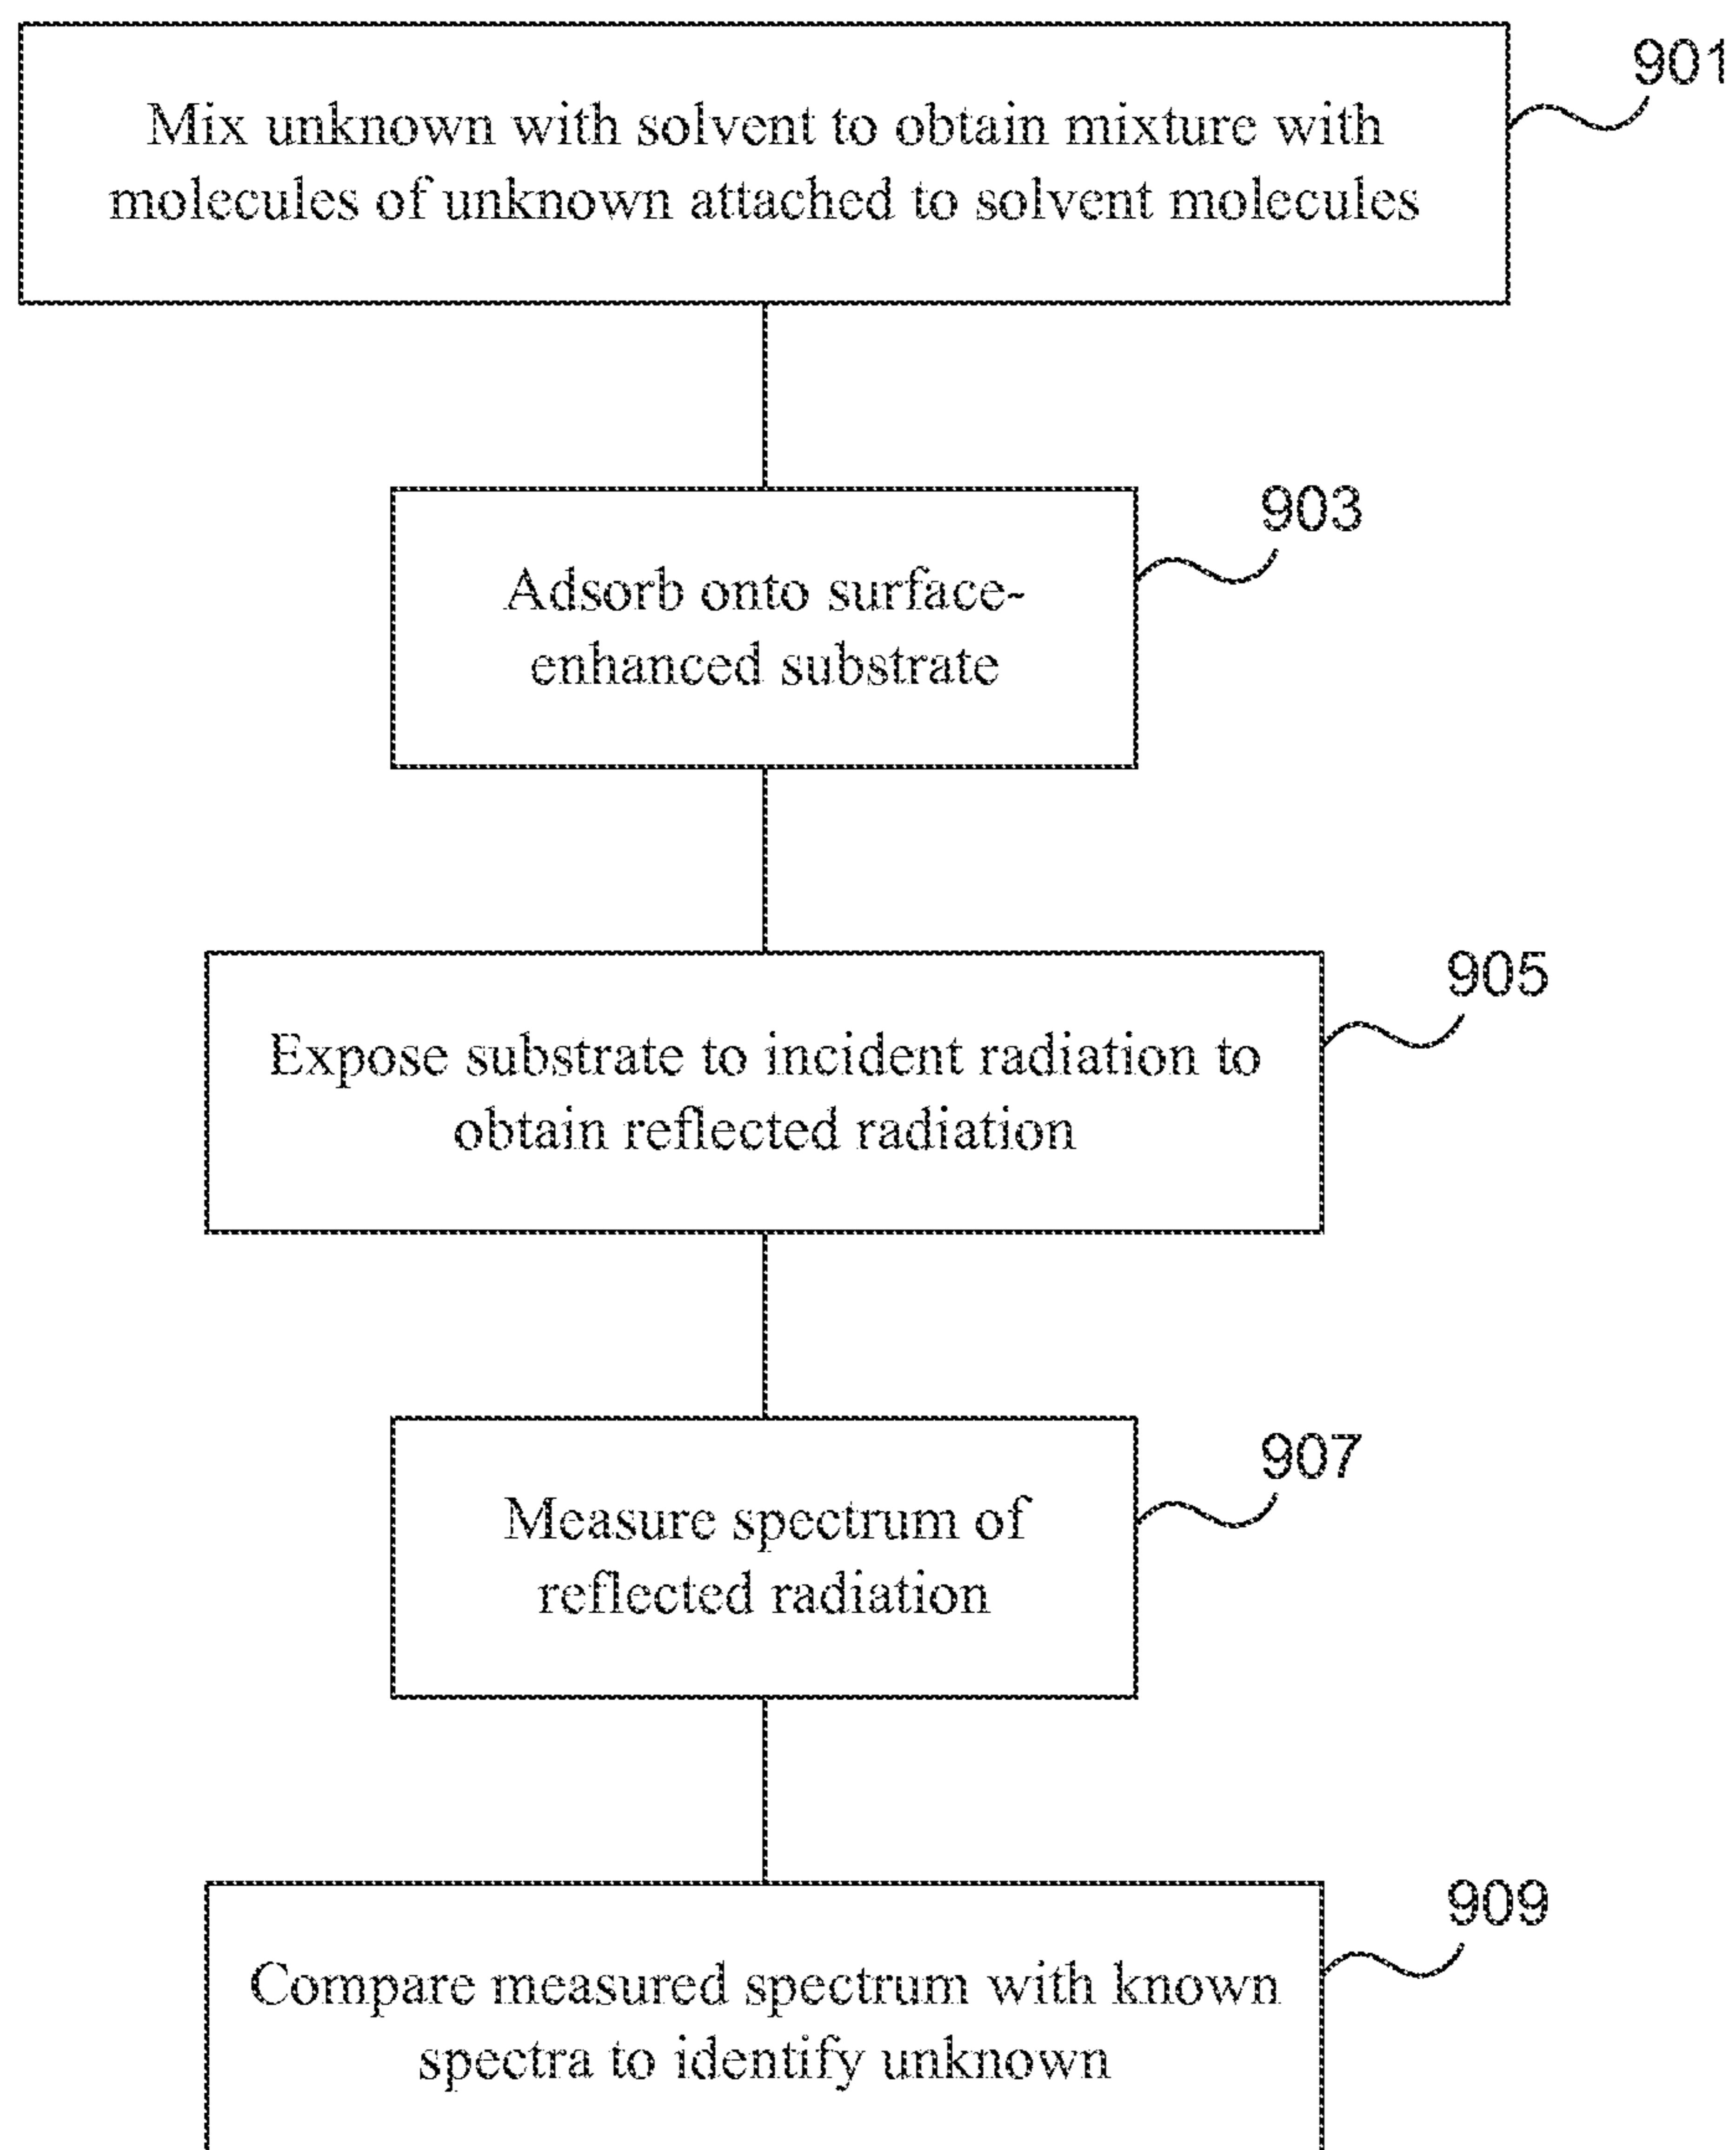 901
Mix unknown with solvent to obtain mixture with
molecules of unknown attached to solvent molecules
903
Adsorb onto surface-
enhanced substrate
905
Expose substrate to incident radiation to
obtain reflected radiation
907
Measure spectrum of
reflected radiation
909
Compare measured spectrum with known
spectra to identify unknown